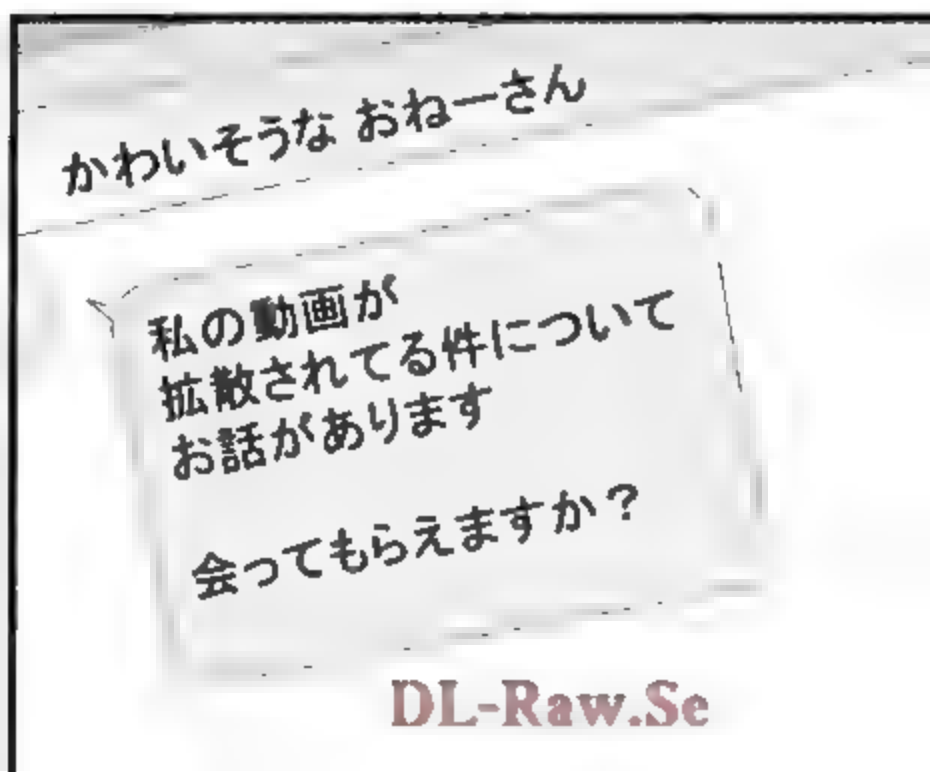 かわいそうな おねーさん
私の動画が
拡散されてる件について
お話があります
会ってもらえますか？
DL-Raw.Se